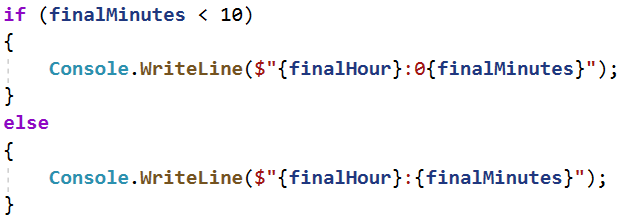 if (finalMinutes < 10)
{
    Console.WriteLine($"{finalHour}:0{finalMinutes}");
}
else
{
    Console.WriteLine($"{finalHour}:{finalMinutes}");
}